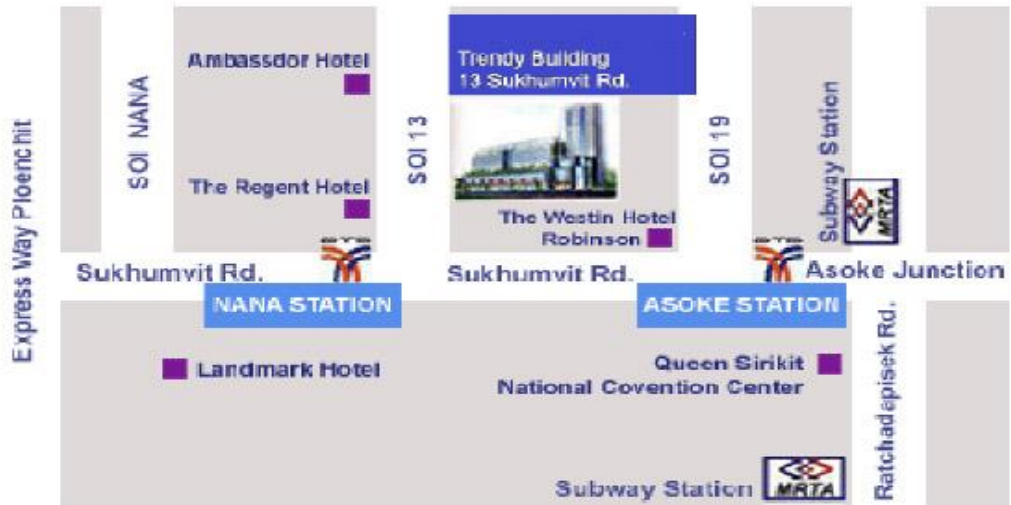 Express Way Ploenchit
SOI NANA
Ambassdor Hotel
The Regent Hotel
SOI 13
Trendy Building
13 Sukhumvit Rd.
The Westin Hotel
Robinson
SOI 19
Subway Station
MRTA
Sukhumvit Rd.
Sukhumvit Rd.
Asoke Junction
NANA STATION
ASOKE STATION
Landmark Hotel
Queen Sirikit
National Covention Center
Ratchadapisek Rd.
Subway Station
MRTA